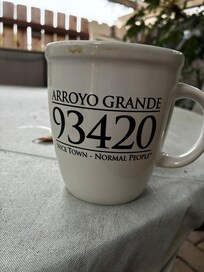 ARROYO GRANDE
93420
NICE TOWN - NORMAL PEOPLE